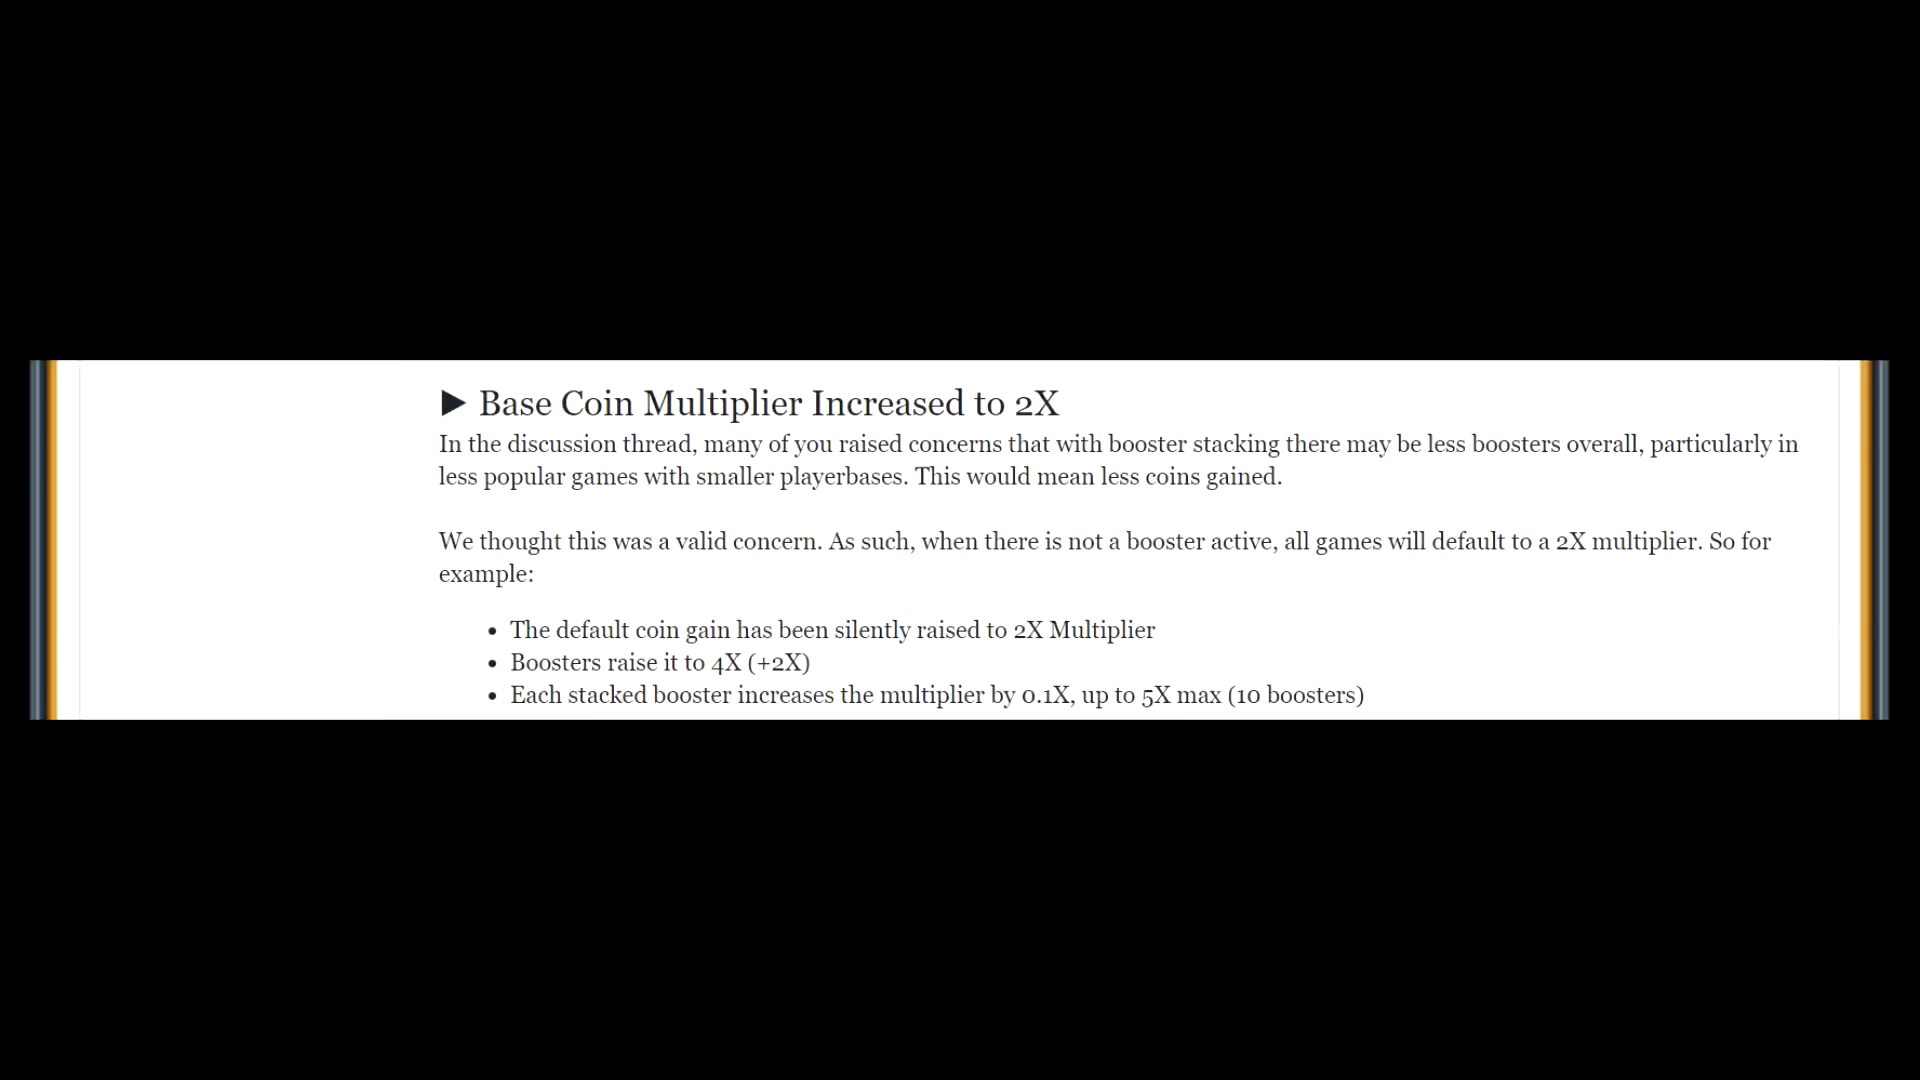 ▶ Base Coin Multiplier Increased to 2X
In the discussion thread, many of you raised concerns that with booster stacking there may be less boosters overall, particularly in
less popular games with smaller playerbases. This would mean less coins gained.
We thought this was a valid concern. As such, when there is not a booster active, all games will default to a 2X multiplier. So for
example:
• The default coin gain has been silently raised to 2X Multiplier
• Boosters raise it to 4X (+2X)
• Each stacked booster increases the multiplier by 0.1X, up to 5X max (10 boosters)